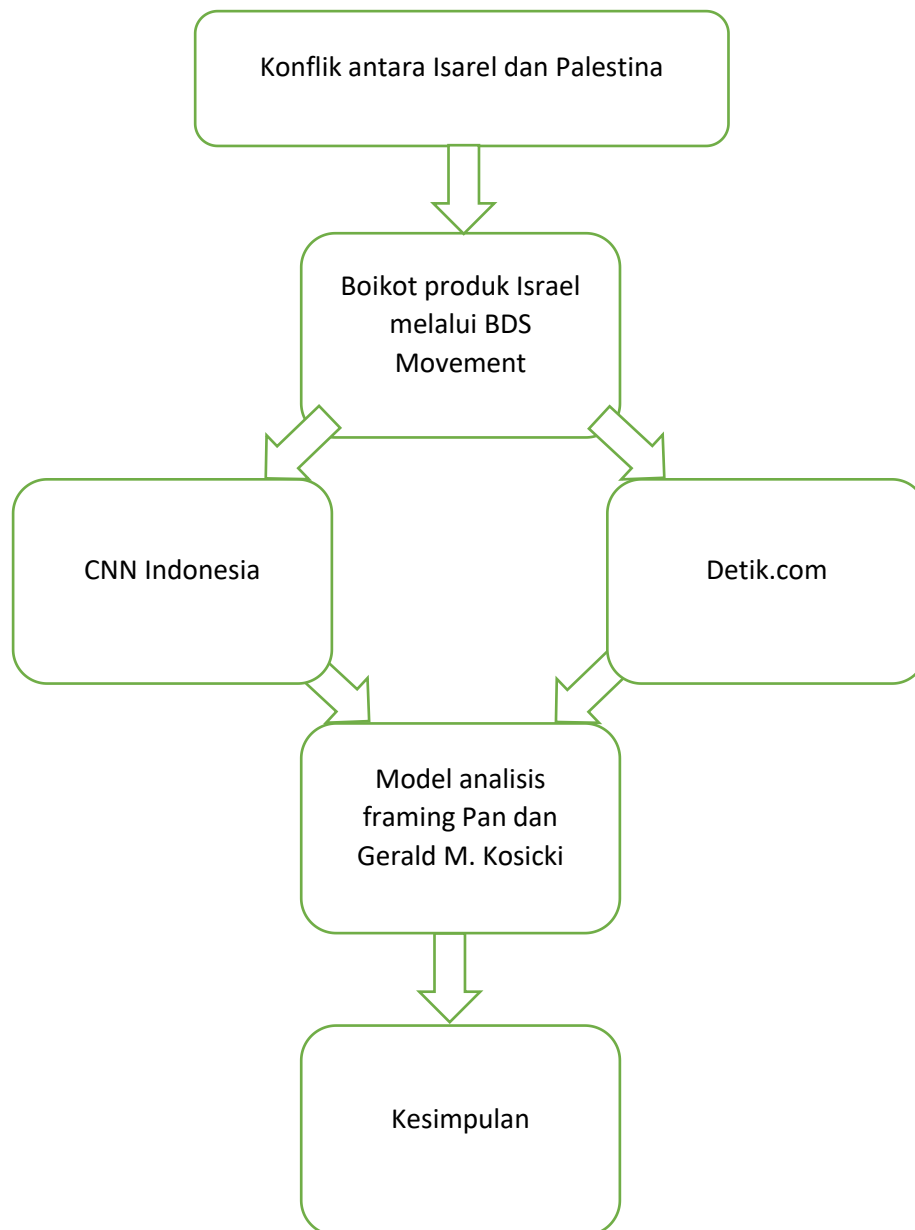 Konflik antara Isarel dan Palestina
Boikot produk Israel
melalui BDS
Movement
CNN Indonesia
Detik.com
Model analisis
framing Pan dan
Gerald M. Kosicki
Kesimpulan